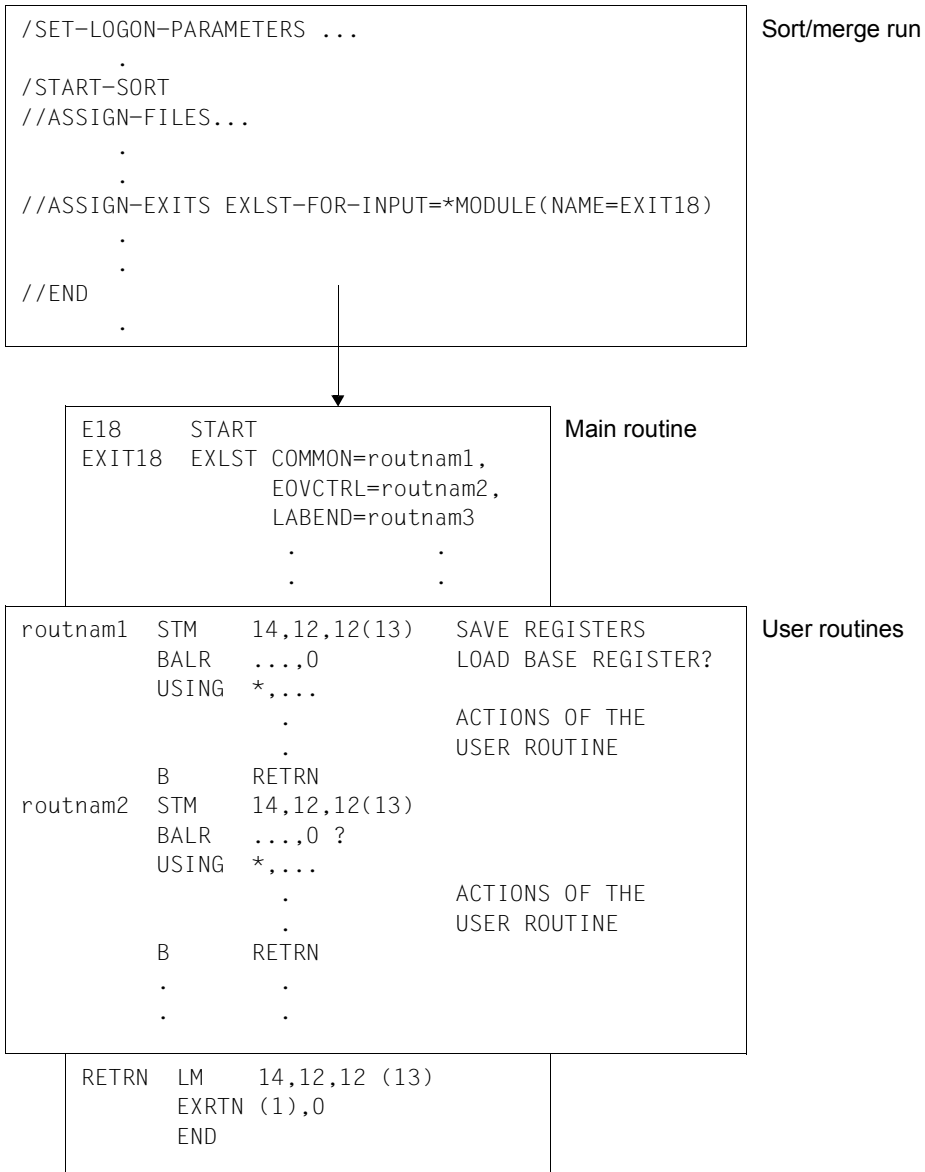 /SET-LOGON-PARAMETERS ... Sort/merge run
.
/START-SORT
//ASSIGN-FILES...
.
.
//ASSIGN-EXITS EXLST-FOR-INPUT=*MODULE(NAME=EXIT18)
.
.
//END
.
E18 START Main routine
EXIT18 EXLST COMMON=routnam1,
EOVCTRL=routnam2,
LABEND=routnam3
. .
. .
routnam1 STM 14,12,12(13) SAVE REGISTERS User routines
BALR ...,0 LOAD BASE REGISTER?
USING *,...
. ACTIONS OF THE
. USER ROUTINE
B RETRN
routnam2 STM 14,12,12(13)
BALR ...,0 ?
USING *,...
. ACTIONS OF THE
. USER ROUTINE
B RETRN
. .
. .
RETRN LM 14,12,12 (13)
EXRTN (1),0
END